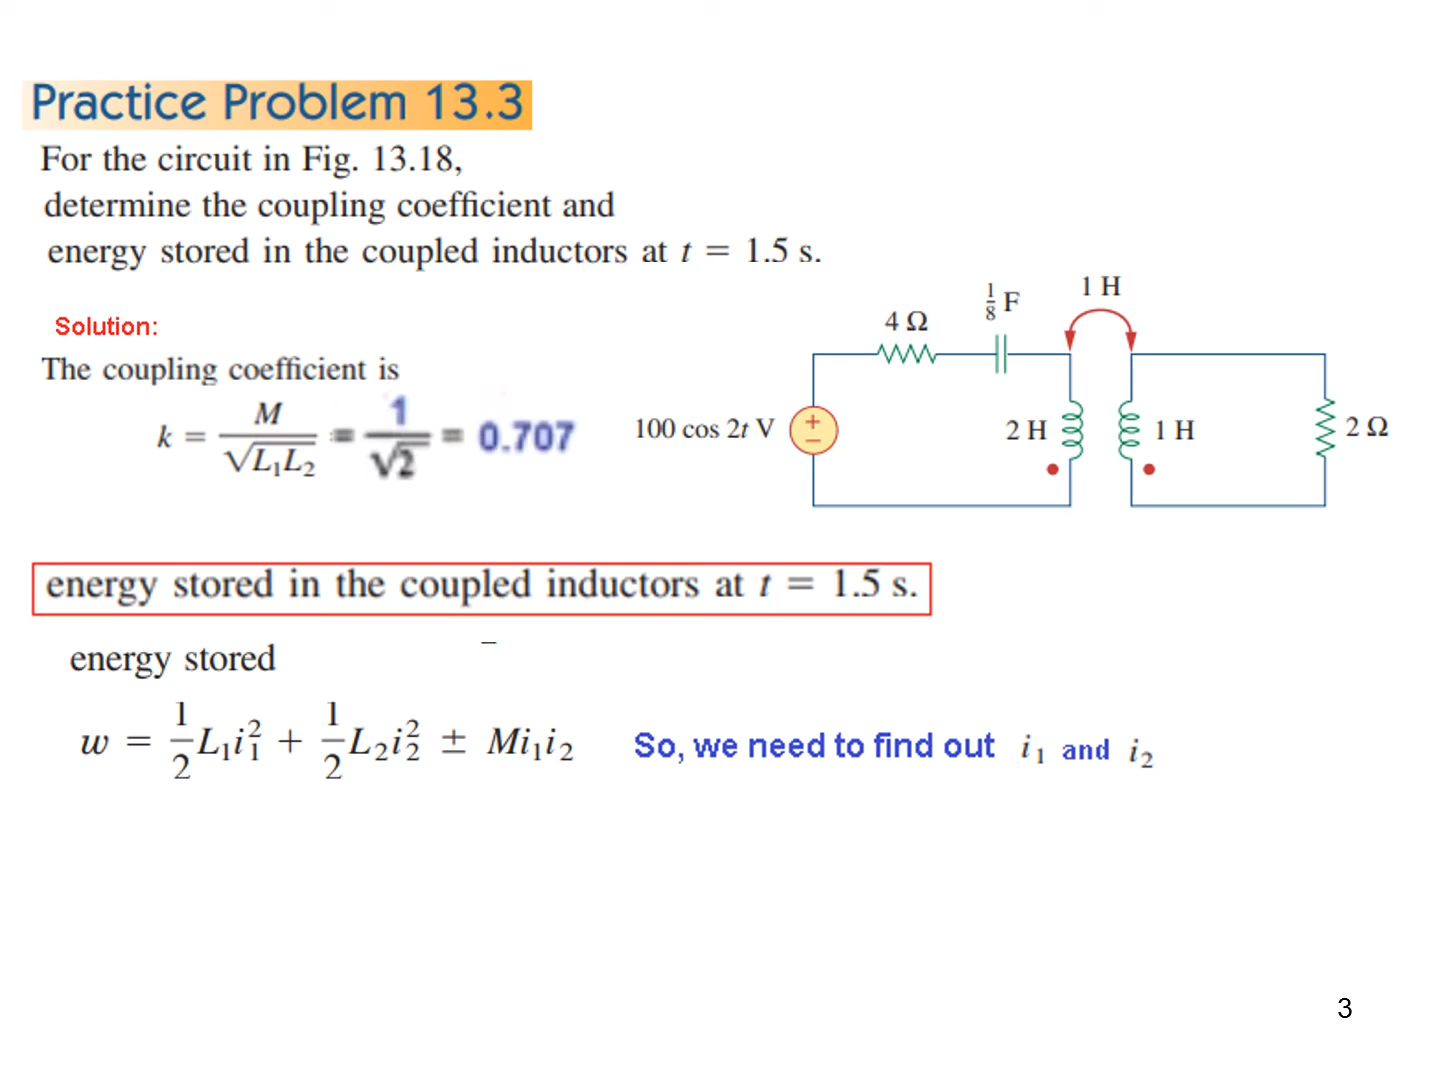 Practice Problem 13.3
For the circuit in Fig. 13.18,
determine the coupling coefficient and
energy stored in the coupled inductors at t = 1.5 s.
Solution:
The coupling coefficient is
k = M / √L₁L₂ = 1 / √2 = 0.707
1 H
1/8 F
4 Ω
100 cos 2t V
+
−
2 H
1 H
2 Ω
energy stored in the coupled inductors at t = 1.5 s.
energy stored
w = 1/2 L₁i₁² + 1/2 L₂i₂² ± Mi₁i₂ So, we need to find out i₁ and i₂
3